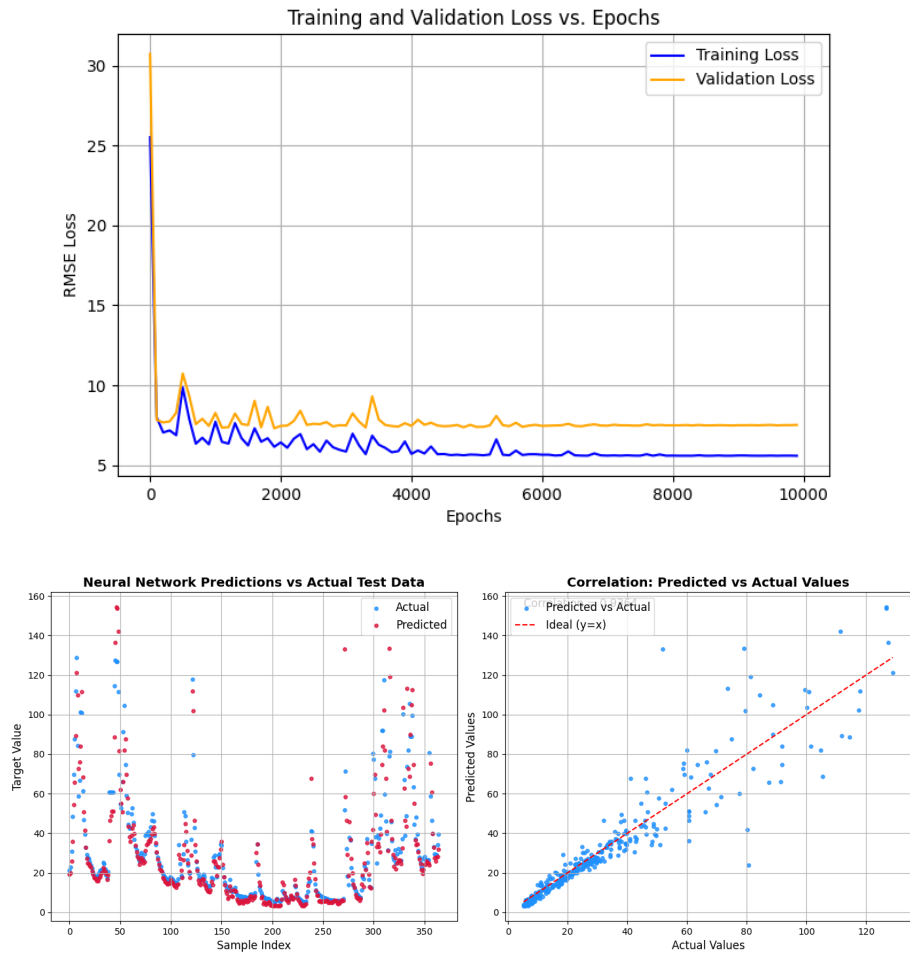 Training and Validation Loss vs. Epochs
30
25
20
15
10
5
RMSE Loss
Training Loss
Validation Loss
0 2000 4000 6000 8000 10000
Epochs
Neural Network Predictions vs Actual Test Data
160
140
120
100
80
60
40
20
0
Target Value
Actual
Predicted
0 50 100 150 200 250 300 350
Sample Index
Correlation: Predicted vs Actual Values
160
140
120
100
80
60
40
20
0
Predicted Values
Predicted vs Actual
Ideal (y=x)
0 20 40 60 80 100 120
Actual Values